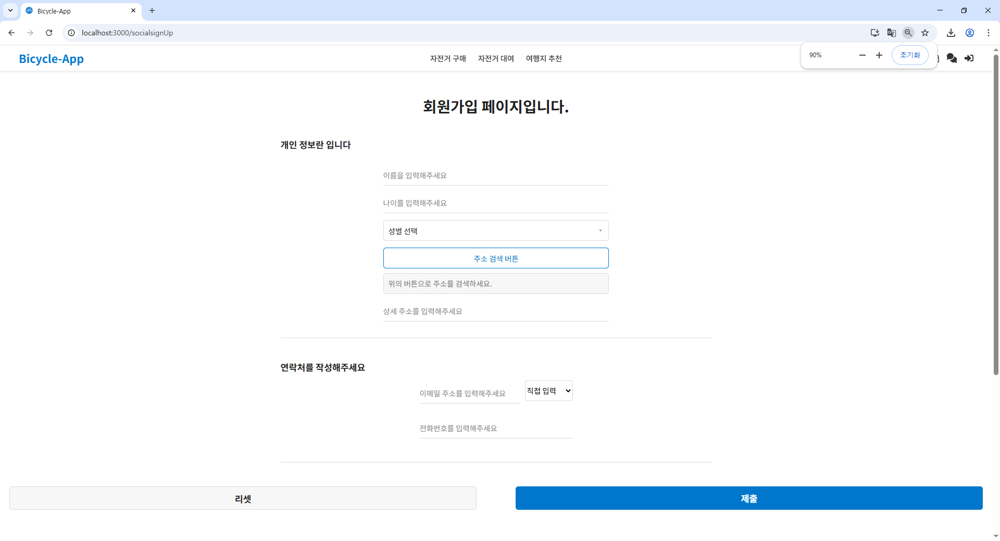 Bicycle-App
localhost:3000/socialsignUp
90%
초기화
Bicycle-App
자전거 구매
자전거 대여
여행지 추천
회원가입 페이지입니다.
개인 정보란 입니다
이름을 입력해주세요
나이를 입력해주세요
성별 선택
주소 검색 버튼
위의 버튼으로 주소를 검색하세요.
상세 주소를 입력해주세요
연락처를 작성해주세요
이메일 주소를 입력해주세요
직접 입력
전화번호를 입력해주세요
리셋
제출